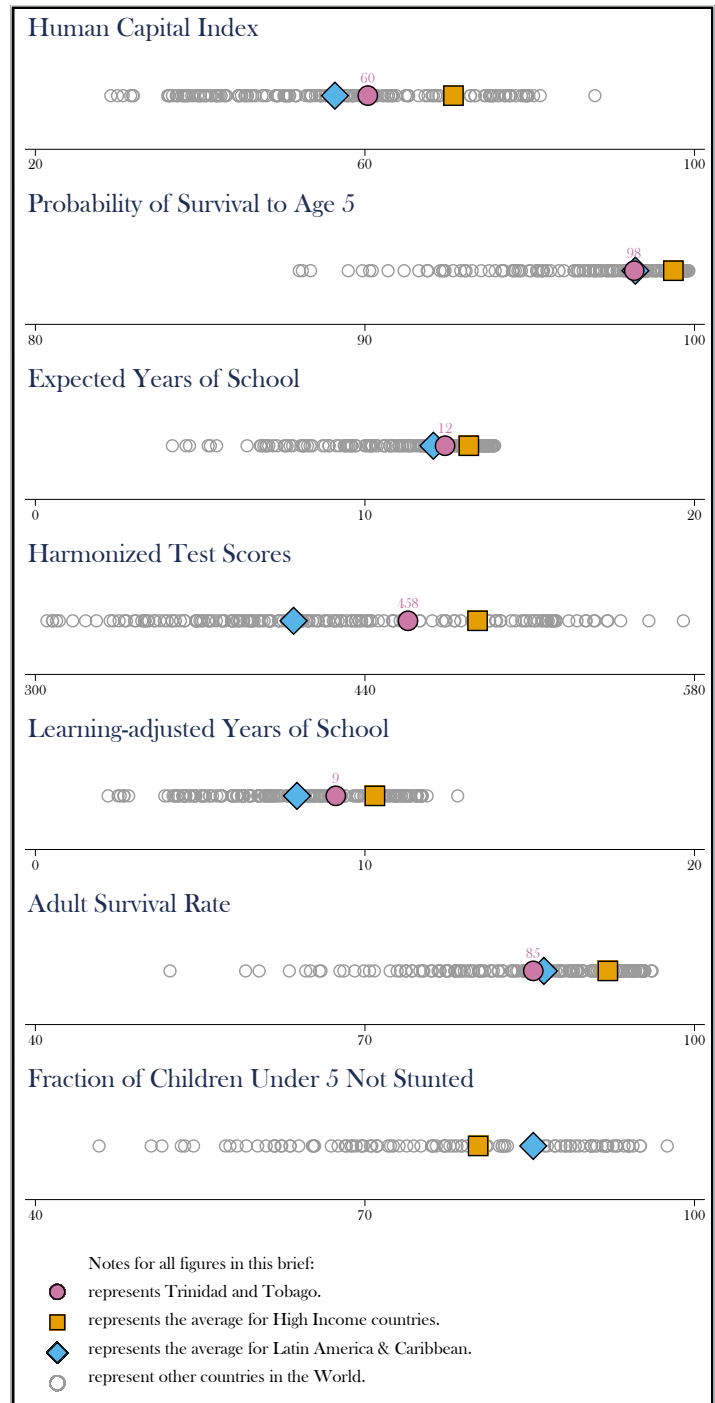 Human Capital Index
60
20 60 100
Probability of Survival to Age 5
98
80 90 100
Expected Years of School
12
0 10 20
Harmonized Test Scores
458
300 440 580
Learning-adjusted Years of School
9
0 10 20
Adult Survival Rate
85
40 70 100
Fraction of Children Under 5 Not Stunted
40 70 100
Notes for all figures in this brief:
represents Trinidad and Tobago.
represents the average for High Income countries.
represents the average for Latin America & Caribbean.
represent other countries in the World.